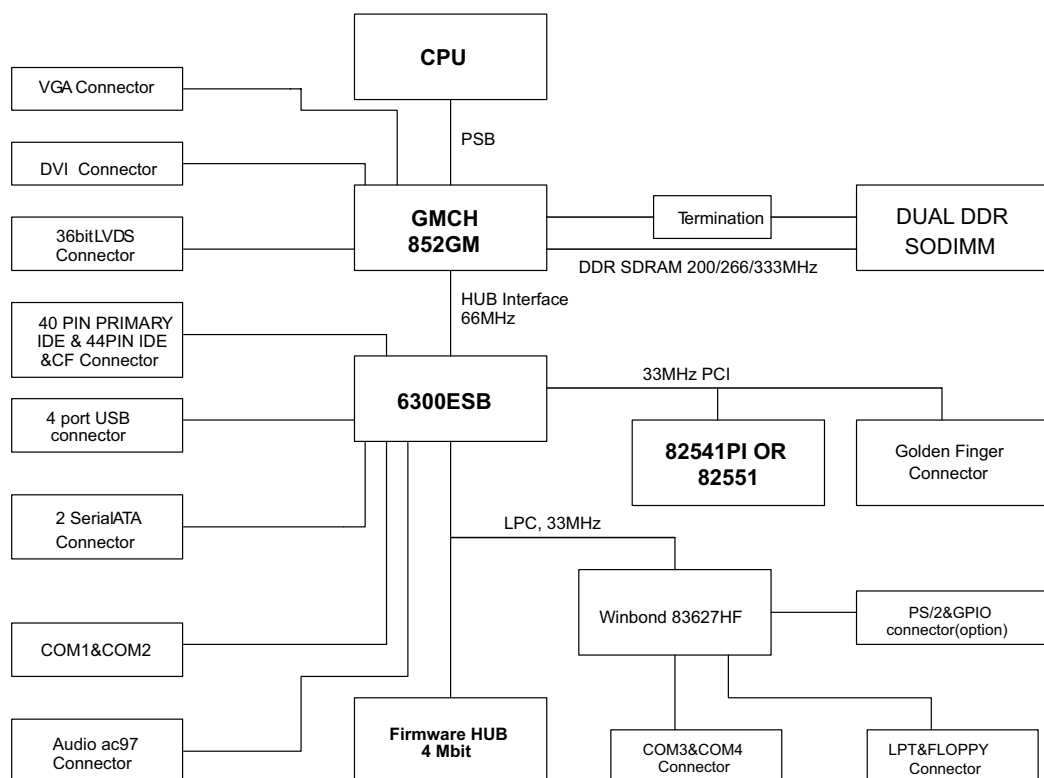 CPU
VGA Connector
PSB
DVI Connector
GMCH
852GM
Termination
DUAL DDR
SODIMM
36bitLVDS
Connector
DDR SDRAM 200/266/333MHz
HUB Interface
66MHz
40 PIN PRIMARY
IDE & 44PIN IDE
&CF Connector
6300ESB
33MHz PCI
4 port USB
connector
82541PI OR
82551
Golden Finger
Connector
2 SerialATA
Connector
LPC, 33MHz
Winbond 83627HF
PS/2&GPIO
connector(option)
COM1&COM2
Audio ac97
Connector
Firmware HUB
4 Mbit
COM3&COM4
Connector
LPT&FLOPPY
Connector